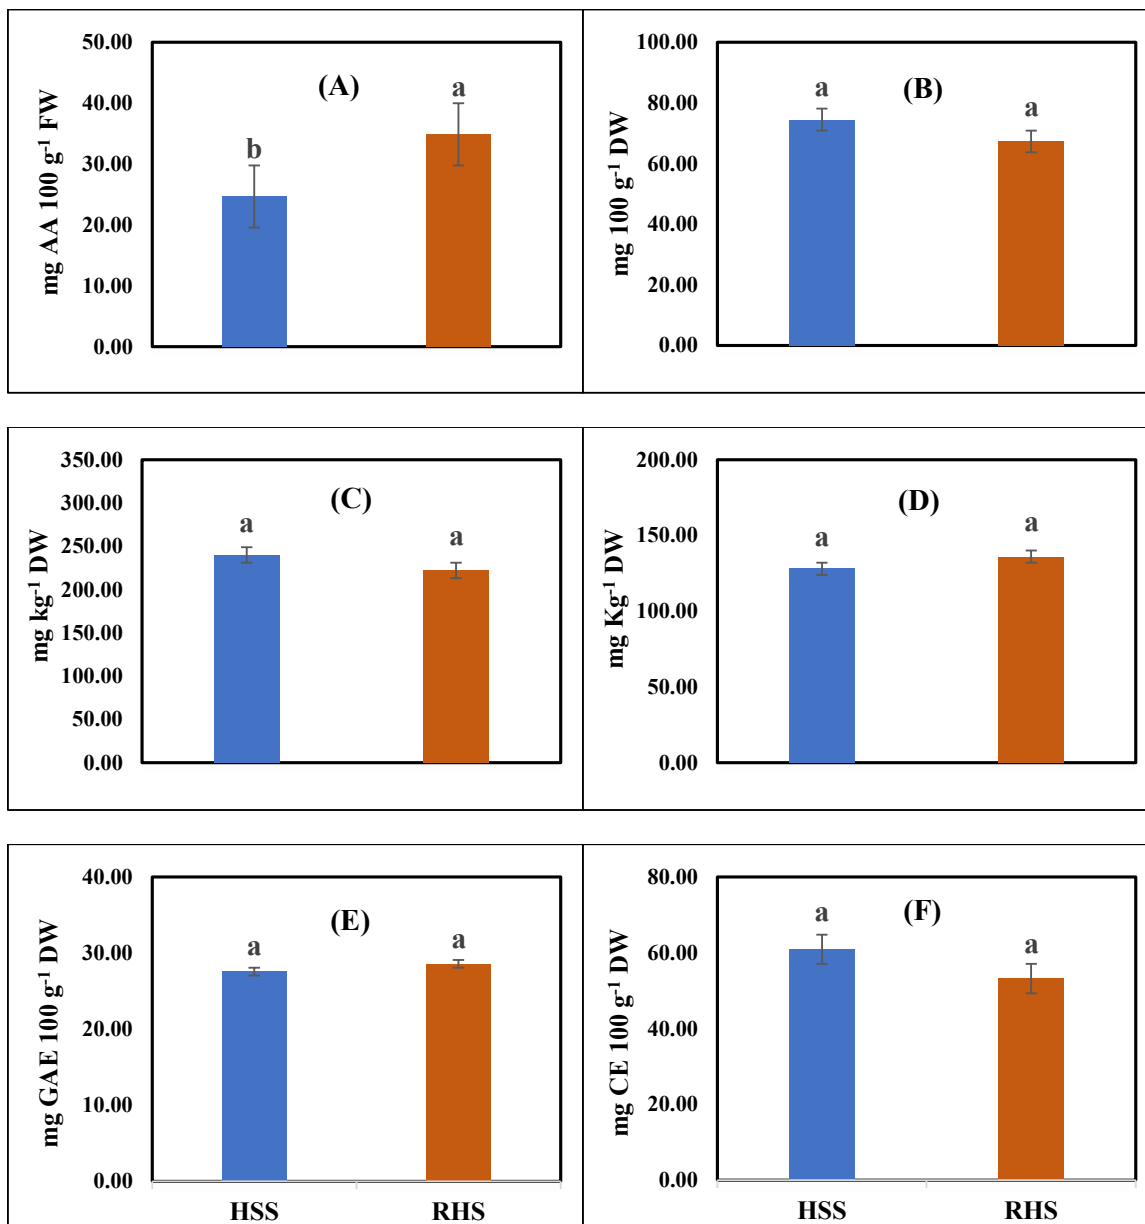 50.00
40.00
30.00
20.00
10.00
0.00
mg AA 100 g⁻¹ FW
(A)
b
a
100.00
80.00
60.00
40.00
20.00
0.00
mg 100 g⁻¹ DW
(B)
a
a
350.00
300.00
250.00
200.00
150.00
100.00
50.00
0.00
mg kg⁻¹ DW
(C)
a
a
200.00
150.00
100.00
50.00
0.00
mg Kg⁻¹ DW
(D)
a
a
40.00
30.00
20.00
10.00
0.00
mg GAE 100 g⁻¹ DW
(E)
a
a
HSS
RHS
80.00
60.00
40.00
20.00
0.00
mg CE 100 g⁻¹ DW
(F)
a
a
HSS
RHS